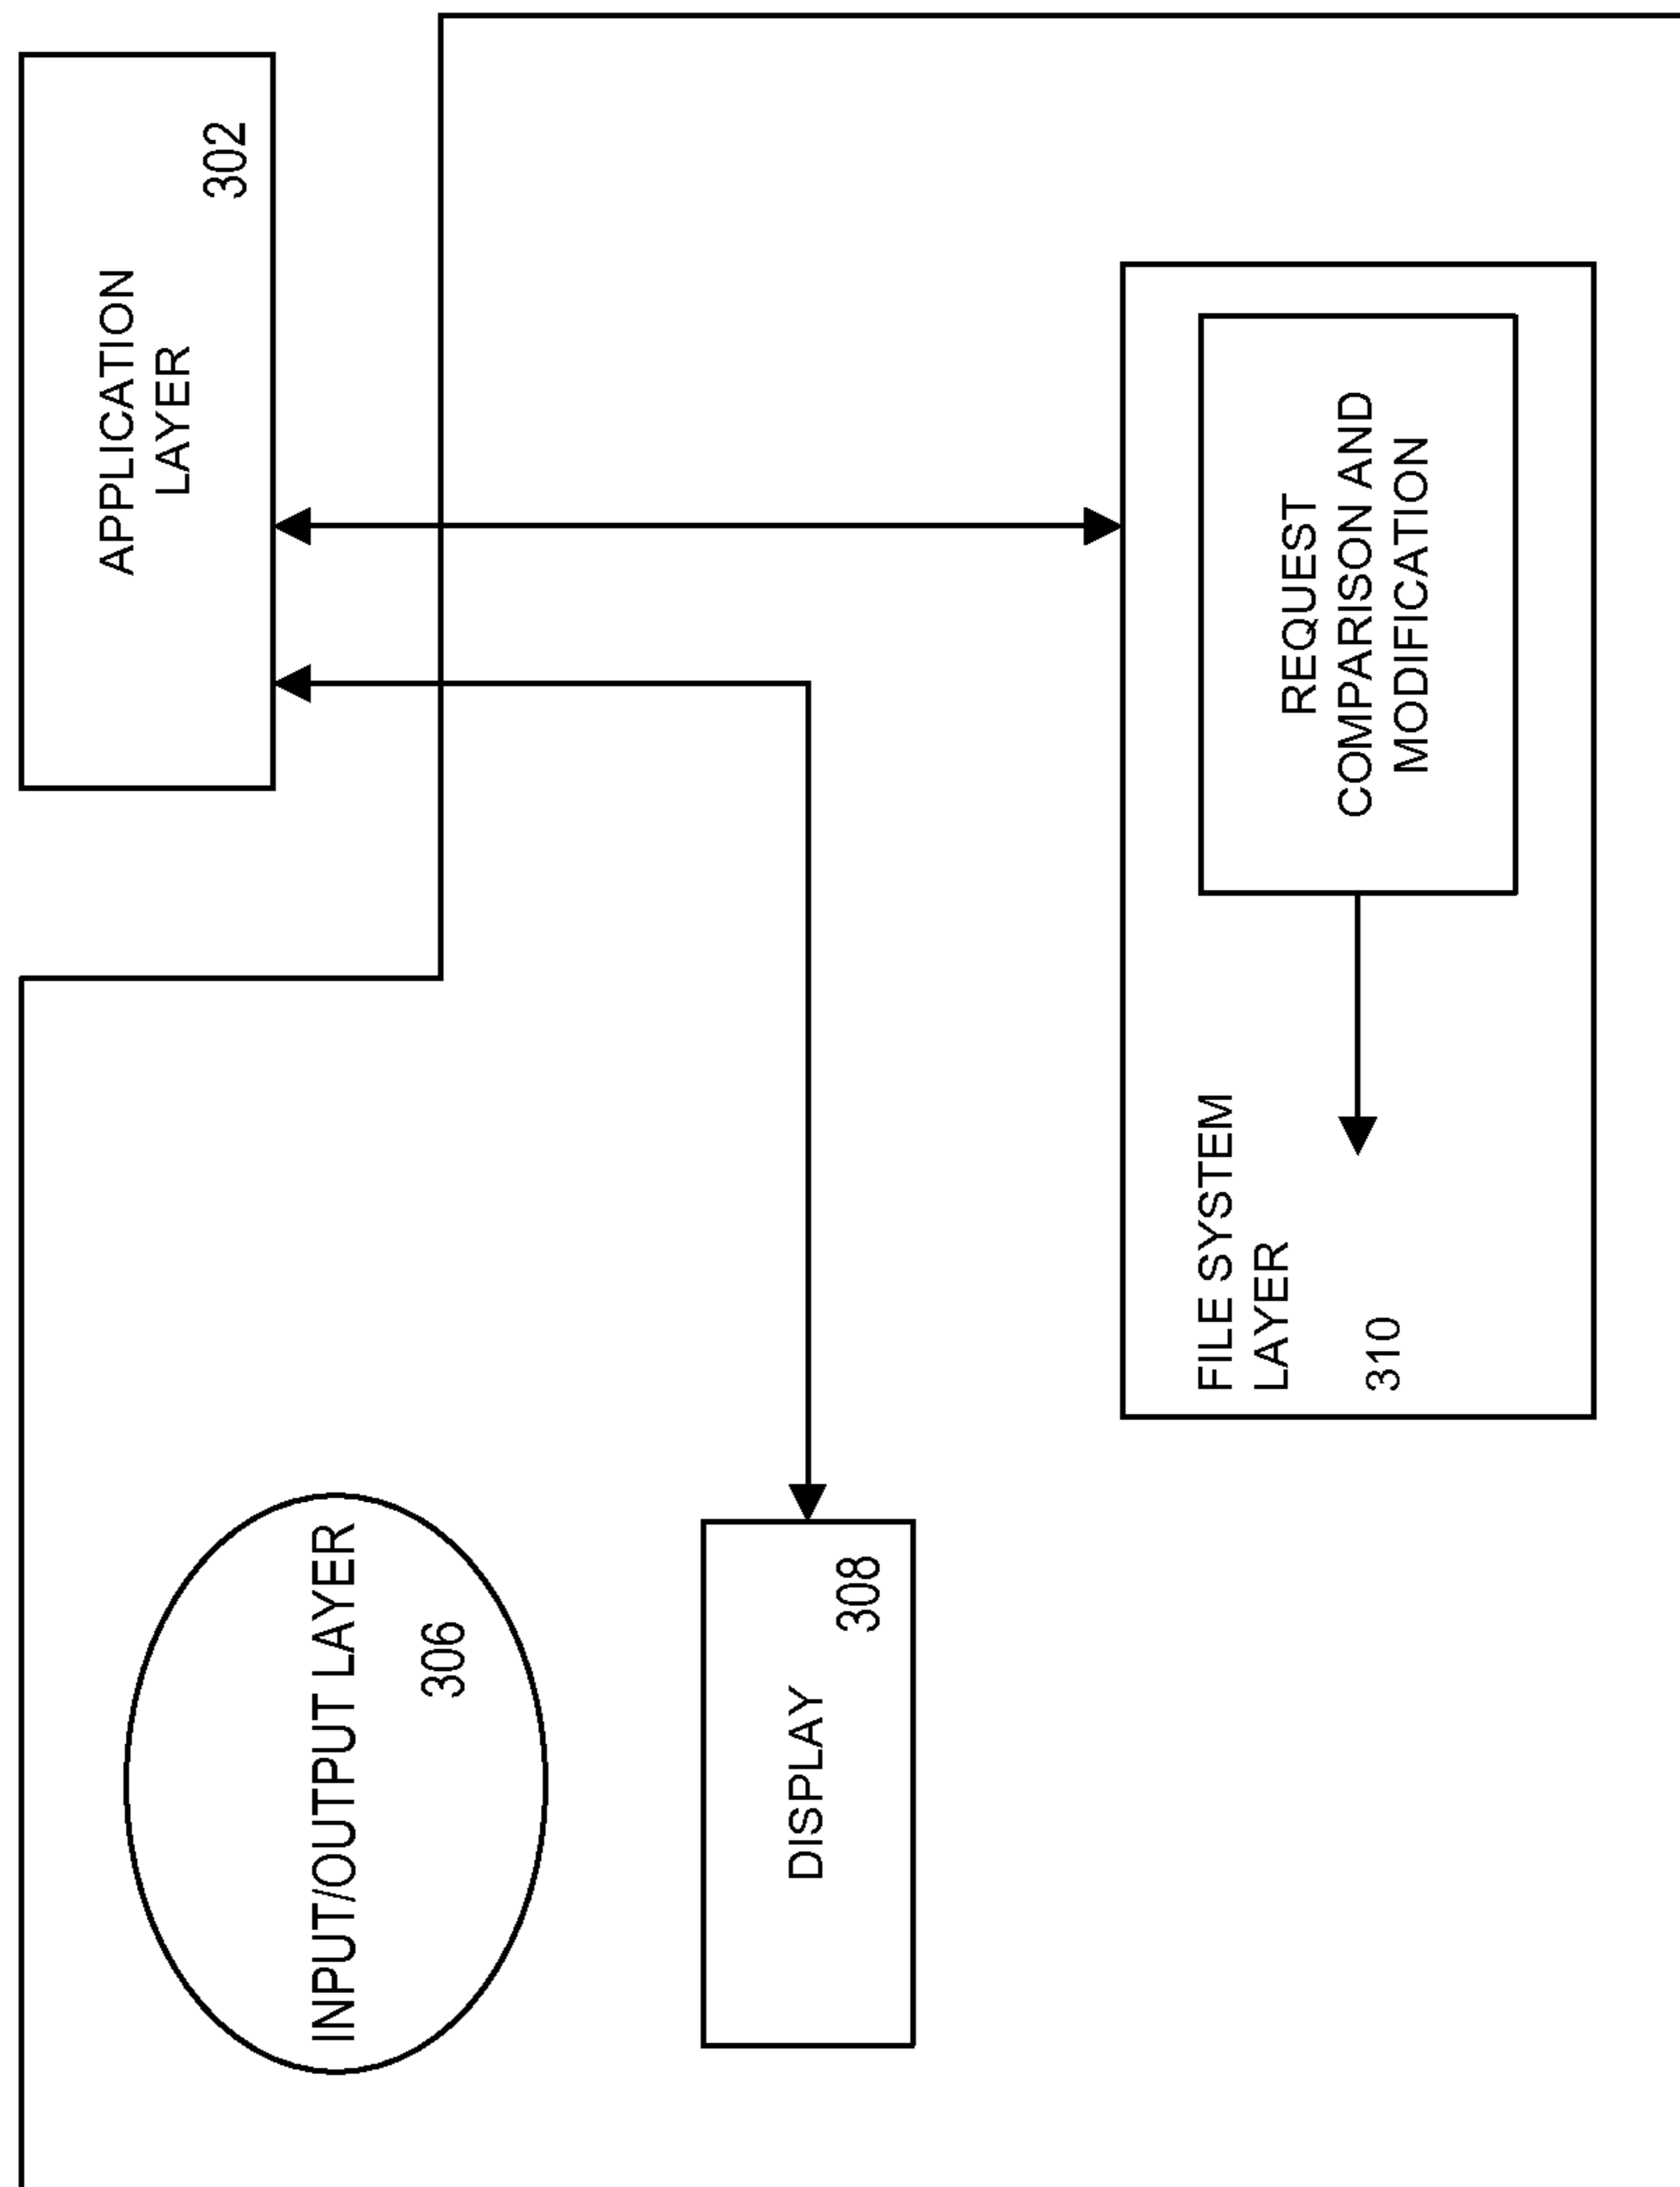 APPLICATION
LAYER
302
INPUT/OUTPUT LAYER
306
DISPLAY
308
FILE SYSTEM
LAYER
310
REQUEST
COMPARISON AND
MODIFICATION